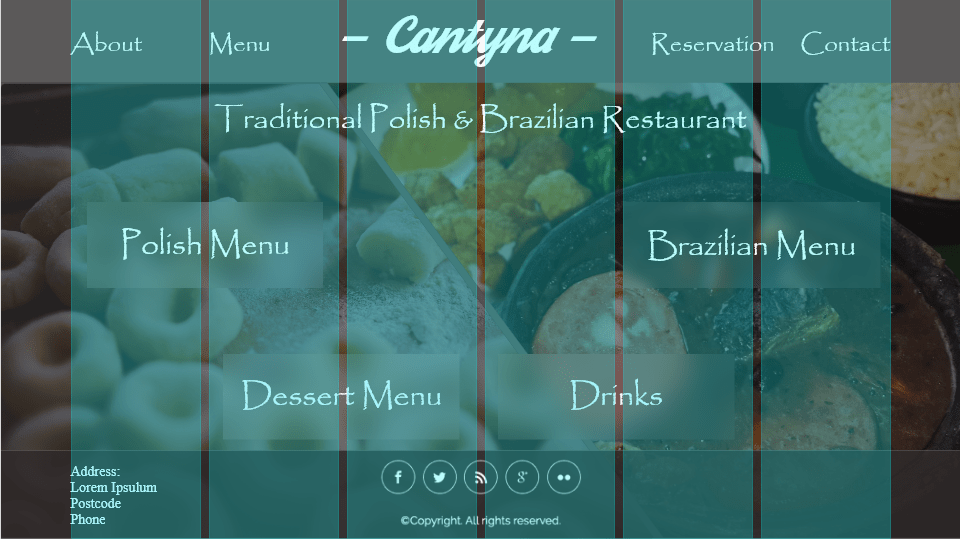 About
Menu
– Cantyna –
Reservation
Contact
Traditional Polish & Brazilian Restaurant
Polish Menu
Brazilian Menu
Dessert Menu
Drinks
Address:
Lorem Ipsulum
Postcode
Phone
©Copyright. All rights reserved.